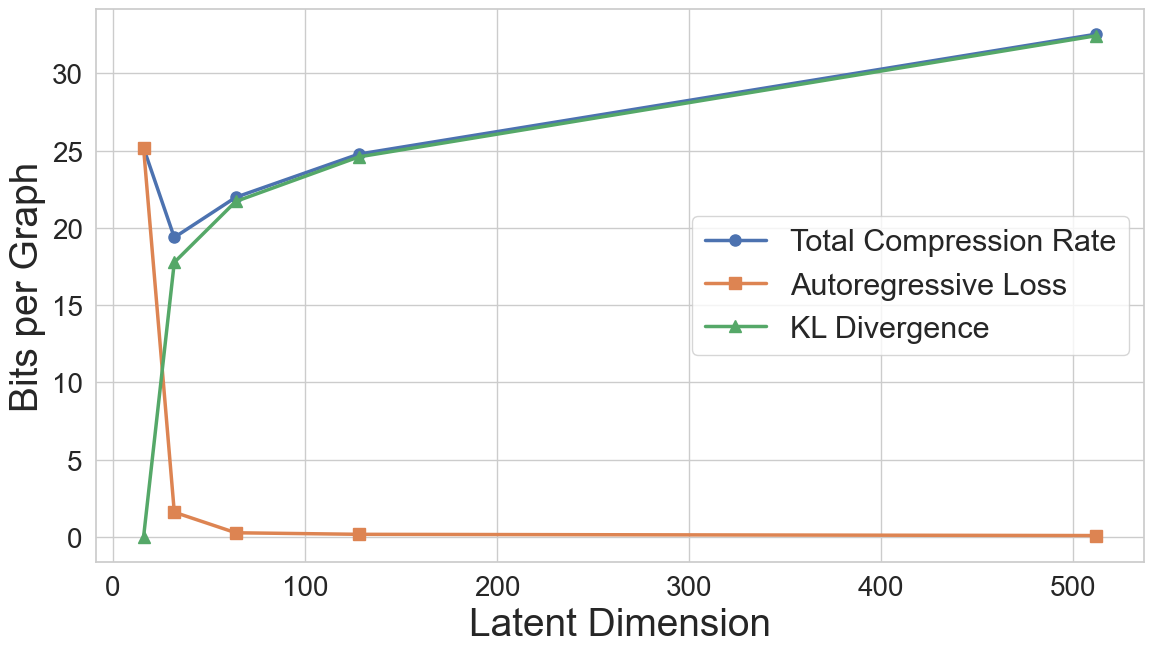 Bits per Graph
30
25
20
15
10
5
0
0 100 200 300 400 500
Latent Dimension
Total Compression Rate
Autoregressive Loss
KL Divergence